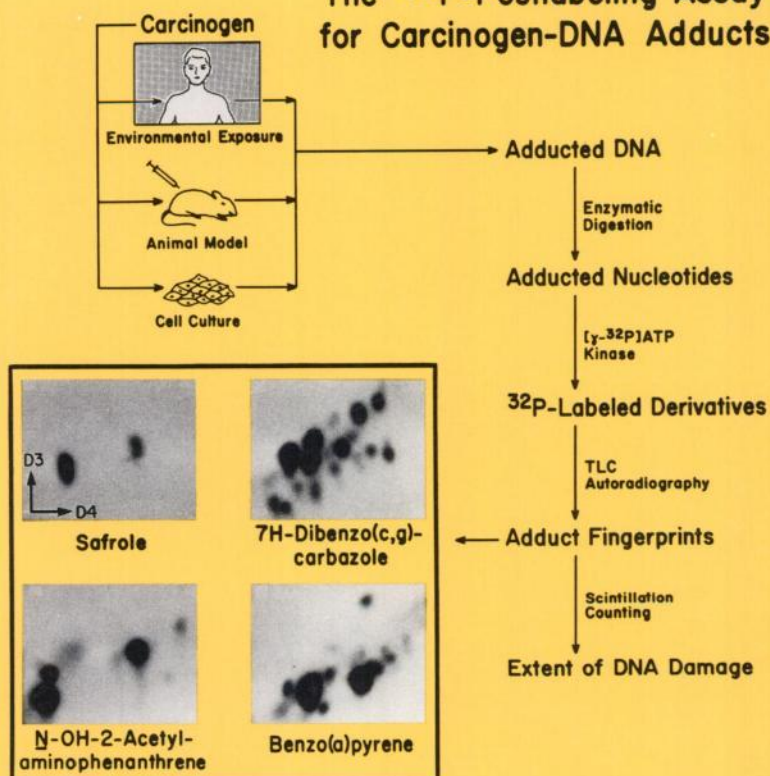 for Carcinogen-DNA Adducts
Carcinogen
Environmental Exposure
Animal Model
Cell Culture
Adducted DNA
Enzymatic
Digestion
Adducted Nucleotides
[γ-³²P]ATP
Kinase
³²P-Labeled Derivatives
TLC
Autoradiography
Adduct Fingerprints
Scintillation
Counting
Extent of DNA Damage
D3
D4
Safrole
7H-Dibenzo(c,g)-
carbazole
N-OH-2-Acetyl-
aminophenanthrene
Benzo(a)pyrene